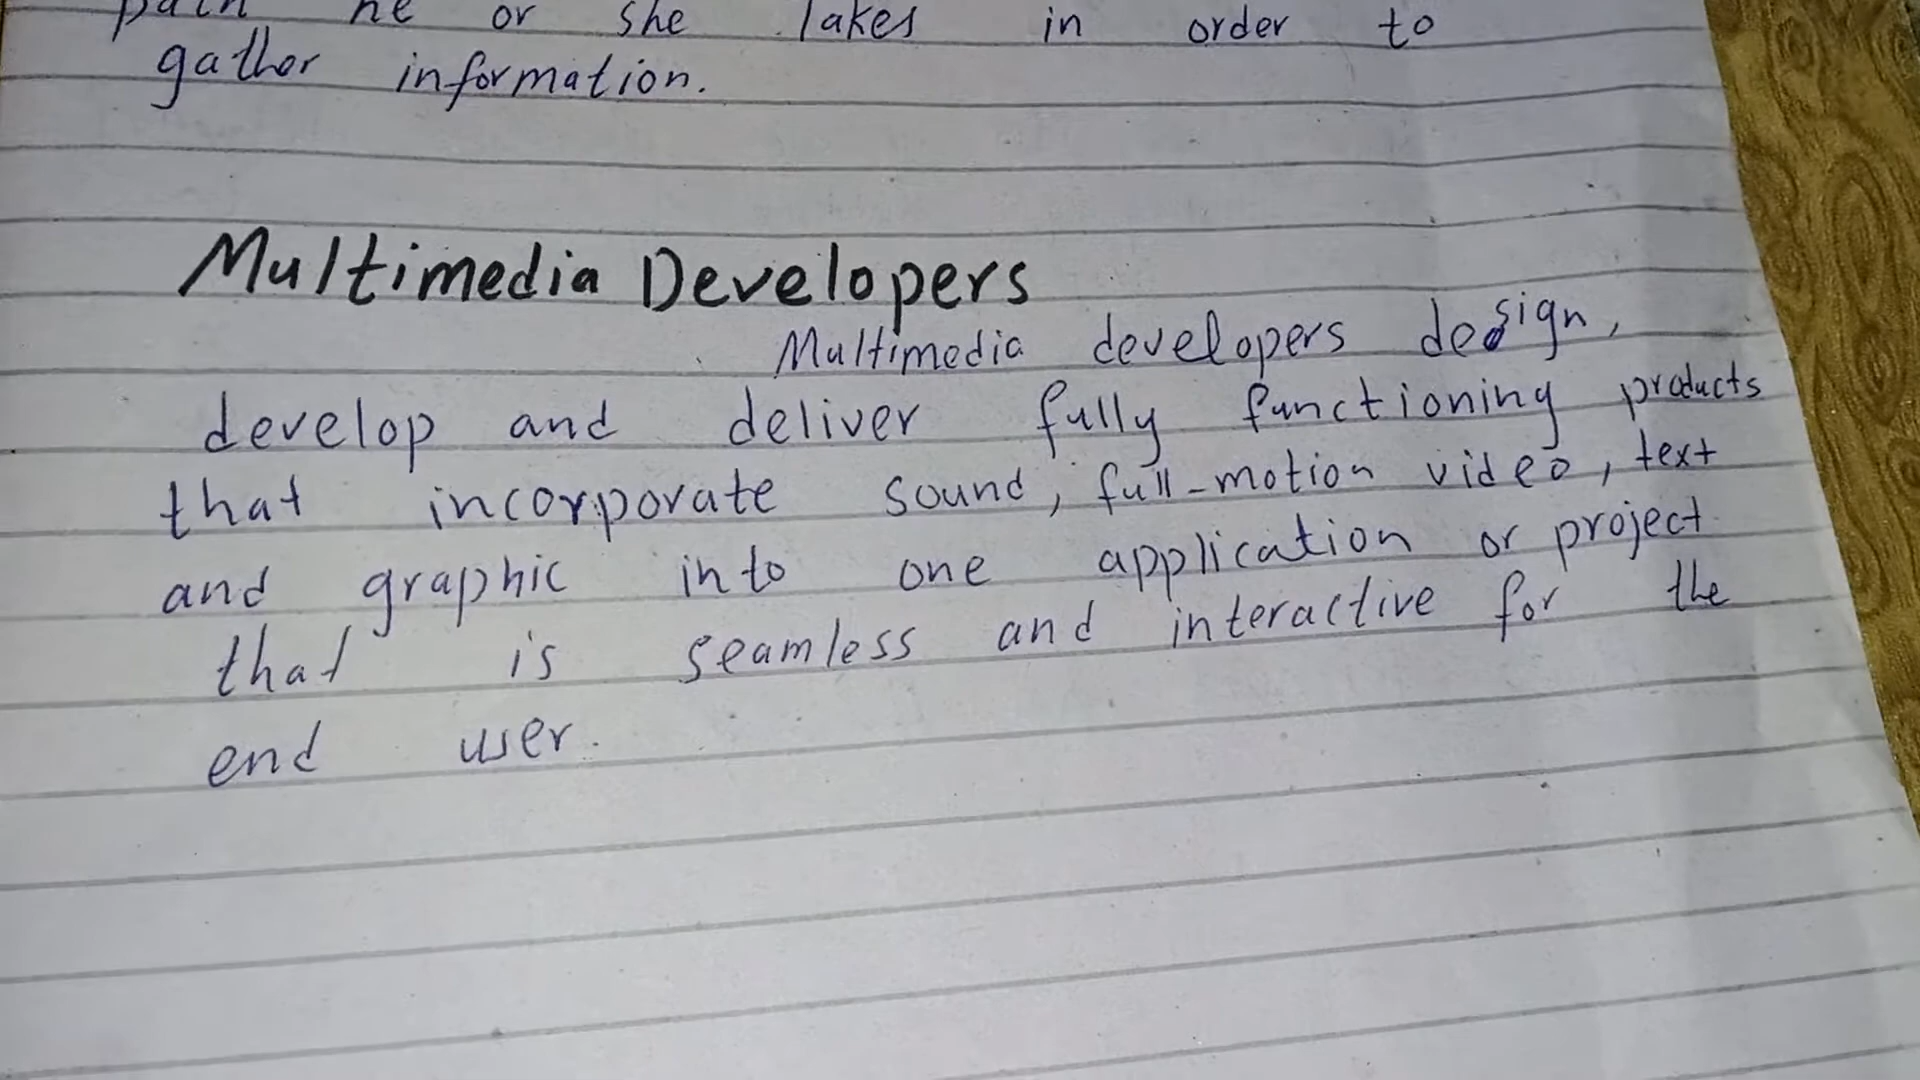 path he or she takes in order to
gather information.
Multimedia Developers
Multimedia developers design,
develop and deliver fully functioning products
that incorporate sound, full-motion video, text
and graphic into one application or project
that is seamless and interactive for the
end user.